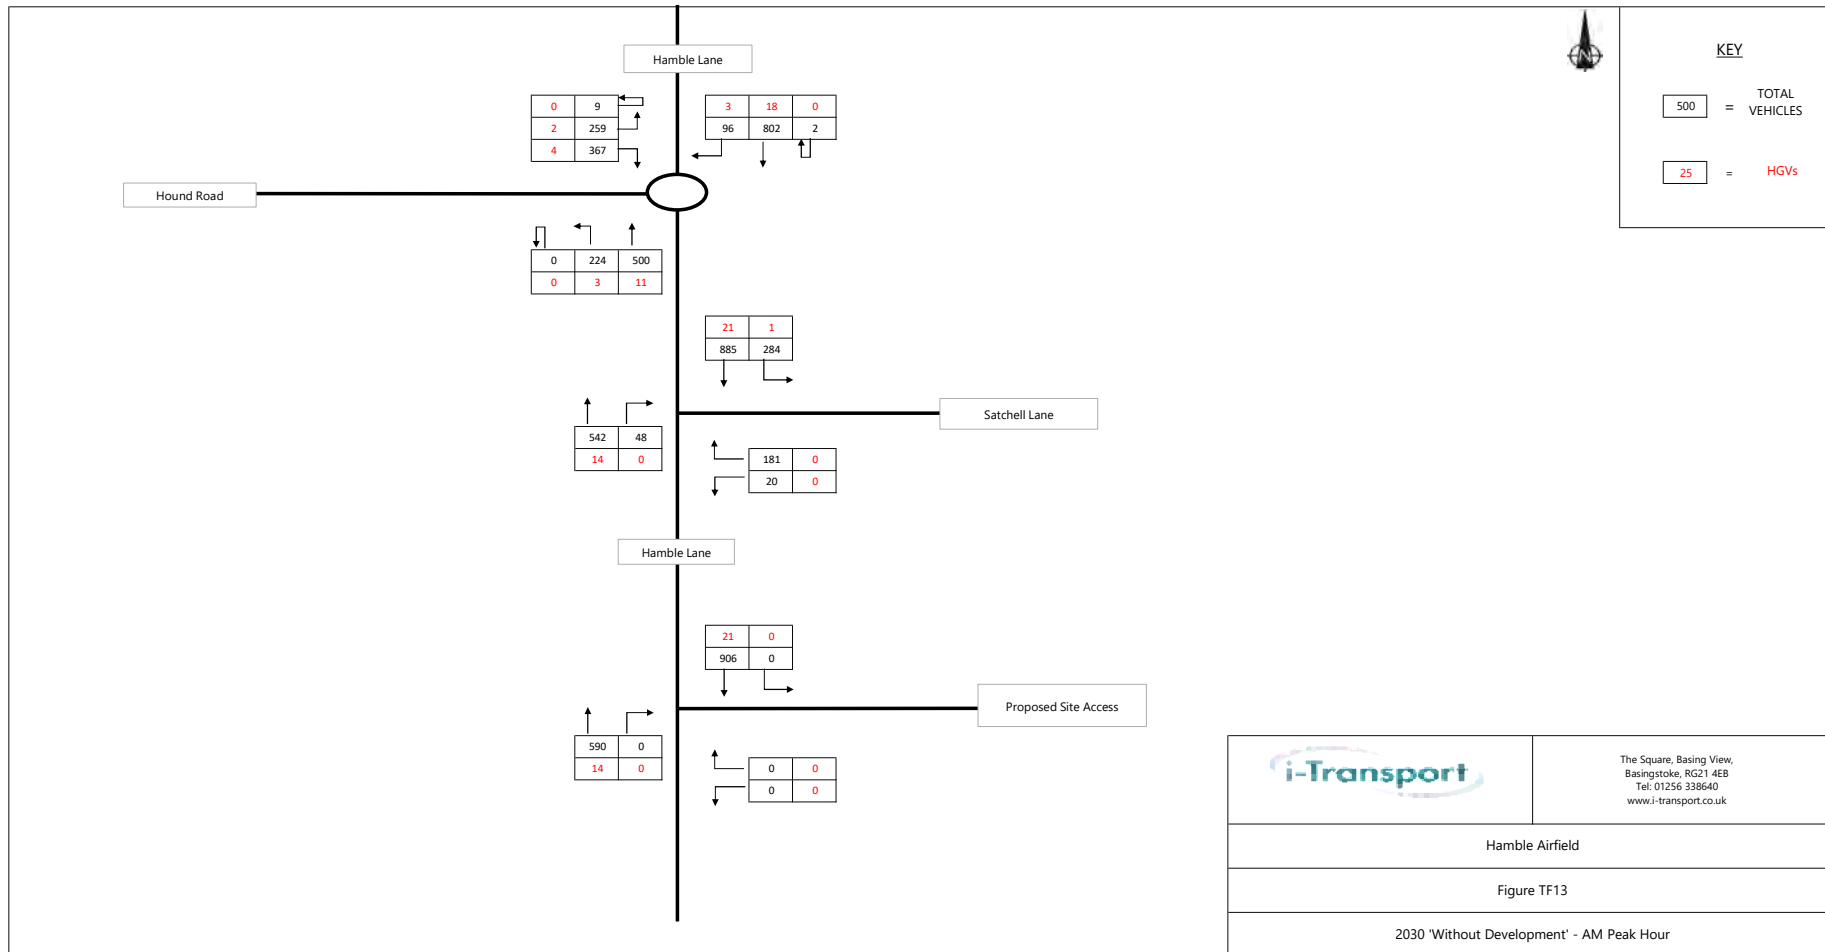 Hamble Lane
KEY
500 = TOTAL VEHICLES
25 = HGVs
0 9
2 259
4 367
3 18 0
96 802 2
Hound Road
0 224 500
0 3 11
21 1
885 284
Satchell Lane
542 48
14 0
181 0
20 0
Hamble Lane
21 0
906 0
Proposed Site Access
590 0
14 0
0 0
0 0
i-Transport
The Square, Basing View,
Basingstoke, RG21 4EB
Tel: 01256 338640
www.i-transport.co.uk
Hamble Airfield
Figure TF13
2030 'Without Development' - AM Peak Hour